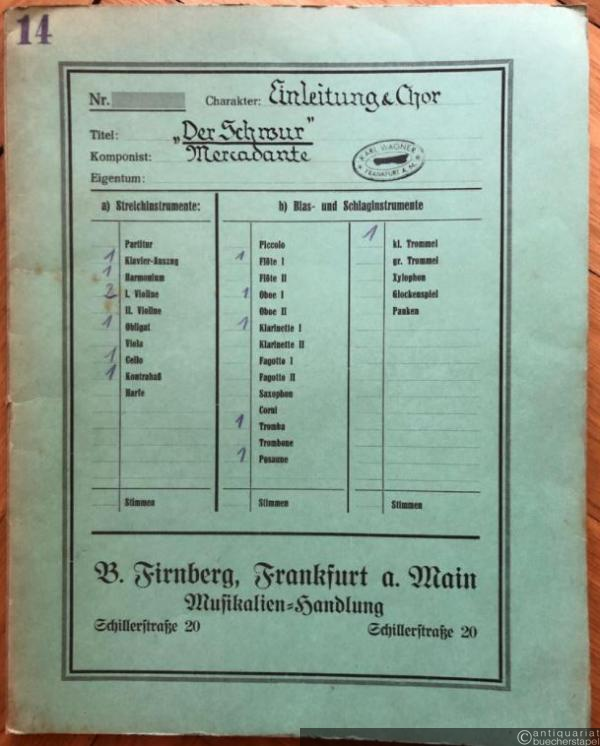 14
Nr. Charakter: Einleitung & Chor
Titel: „Der Schwur"
Komponist: Mercadante
Eigentum:
KARL WAGNER
FRANKFURT A. M.
a) Streichinstrumente: b) Blas- und Schlaginstrumente
Partitur
1 Klavier-Auszug
1 Harmonium
2 I. Violine
II. Violine
1 Obligat
Viola
1 Cello
1 Kontrabaß
Harfe
Stimmen
Piccolo
1 Flöte I
Flöte II
1 Oboe I
Oboe II
1 Klarinette I
Klarinette II
Fagotte I
Fagotte II
Saxophon
Corni
1 Tromba
Trombone
1 Posaune
Stimmen
1 kl. Trommel
gr. Trommel
Xylophon
Glockenspiel
Pauken
Stimmen
B. Firnberg, Frankfurt a. Main
Musikalien-Handlung
Schillerstraße 20 Schillerstraße 20
© antiquariat
buecherstapel